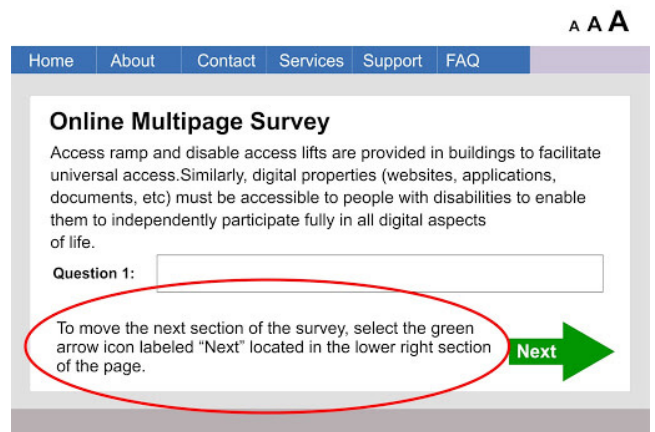 A A A
Home About Contact Services Support FAQ
Online Multipage Survey
Access ramp and disable access lifts are provided in buildings to facilitate
universal access.Similarly, digital properties (websites, applications,
documents, etc) must be accessible to people with disabilities to enable
them to independently participate fully in all digital aspects
of life.
Question 1:
To move the next section of the survey, select the green
arrow icon labeled “Next” located in the lower right section
of the page.
Next